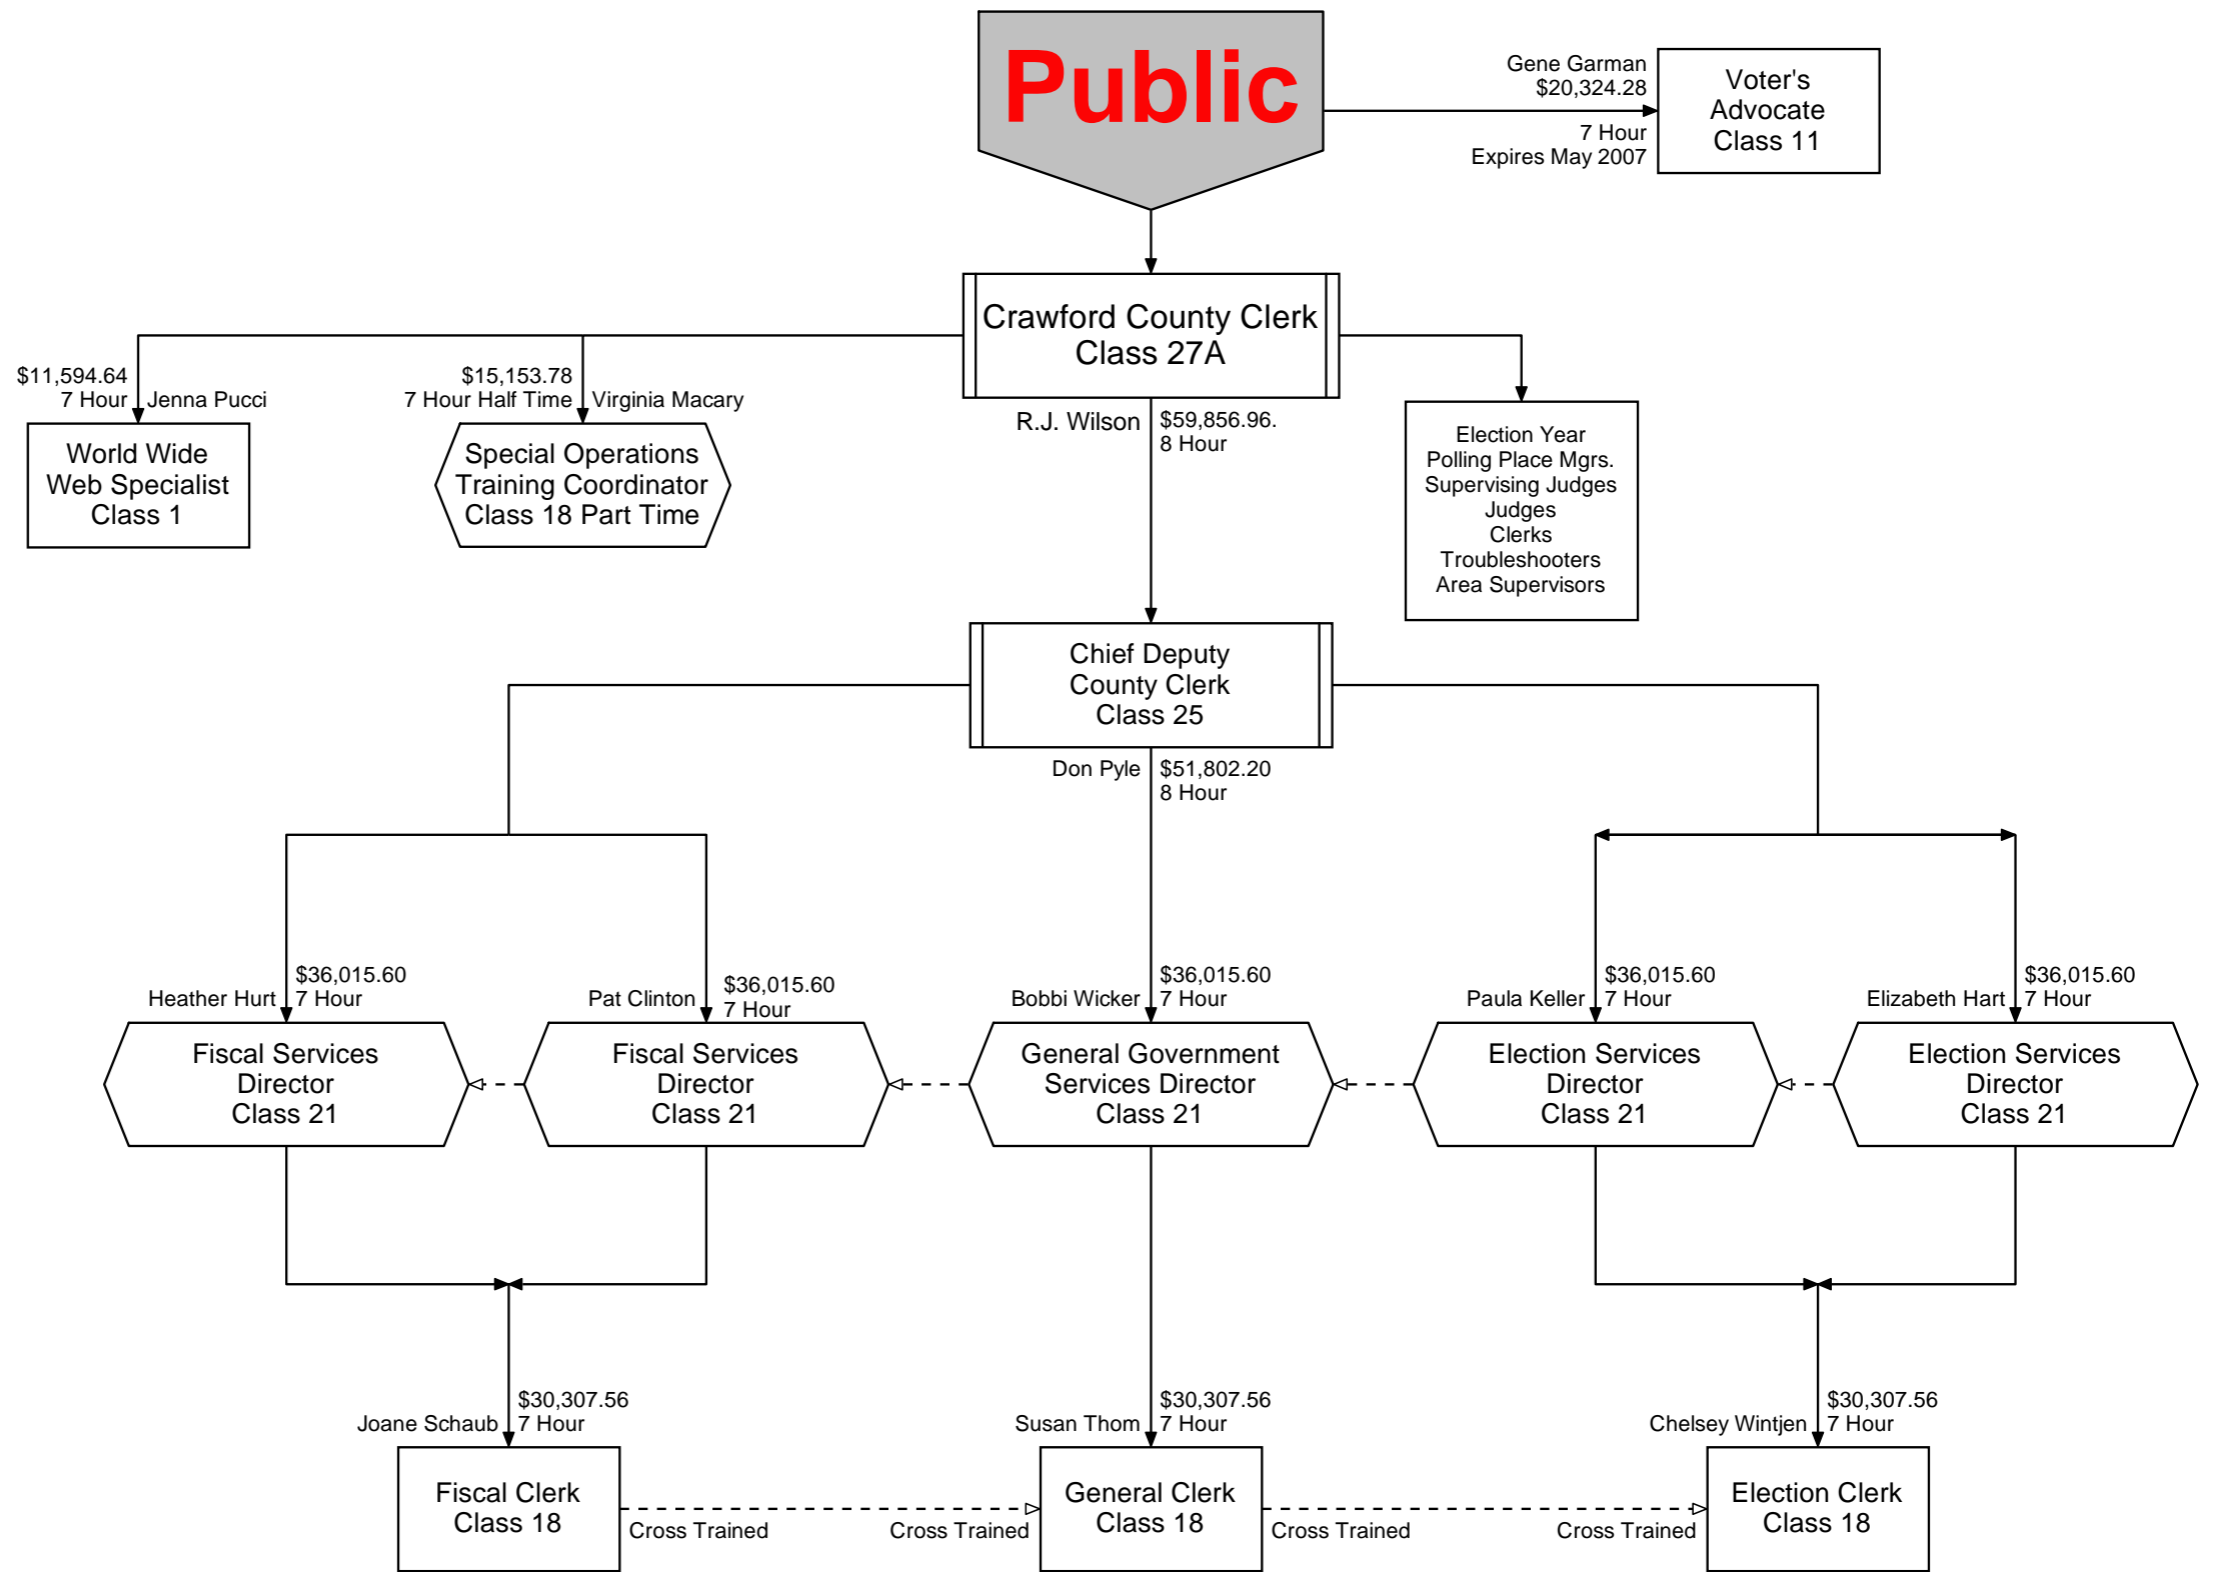 Public
Gene Garman
$20,324.28
7 Hour
Expires May 2007
Voter's
Advocate
Class 11
Crawford County Clerk
Class 27A
$11,594.64
7 Hour
Jenna Pucci
World Wide
Web Specialist
Class 1
$15,153.78
7 Hour Half Time
Virginia Macary
Special Operations
Training Coordinator
Class 18 Part Time
R.J. Wilson
$59,856.96.
8 Hour
Election Year
Polling Place Mgrs.
Supervising Judges
Judges
Clerks
Troubleshooters
Area Supervisors
Chief Deputy
County Clerk
Class 25
Don Pyle
$51,802.20
8 Hour
Heather Hurt
$36,015.60
7 Hour
Fiscal Services
Director
Class 21
Pat Clinton
$36,015.60
7 Hour
Fiscal Services
Director
Class 21
Bobbi Wicker
$36,015.60
7 Hour
General Government
Services Director
Class 21
Paula Keller
$36,015.60
7 Hour
Election Services
Director
Class 21
Elizabeth Hart
$36,015.60
7 Hour
Election Services
Director
Class 21
Joane Schaub
$30,307.56
7 Hour
Fiscal Clerk
Class 18
Cross Trained
Cross Trained
Susan Thom
$30,307.56
7 Hour
General Clerk
Class 18
Cross Trained
Cross Trained
Chelsey Wintjen
$30,307.56
7 Hour
Election Clerk
Class 18